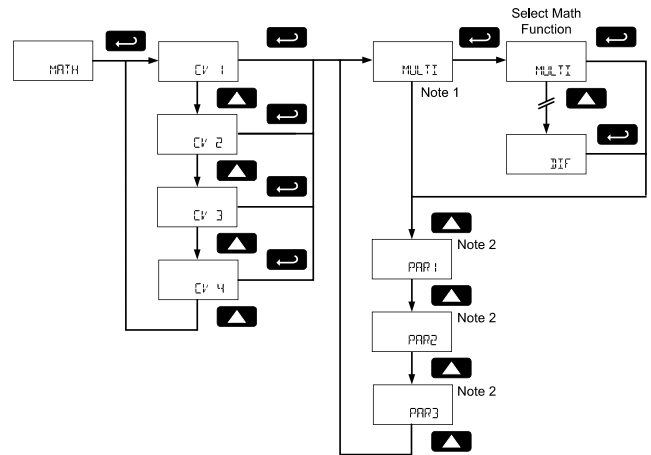 Select Math
Function
MATH
CV 1
MULTI
MULTI
Note 1
CV 2
DIF
CV 3
Note 2
PAR1
CV 4
Note 2
PAR2
Note 2
PAR3